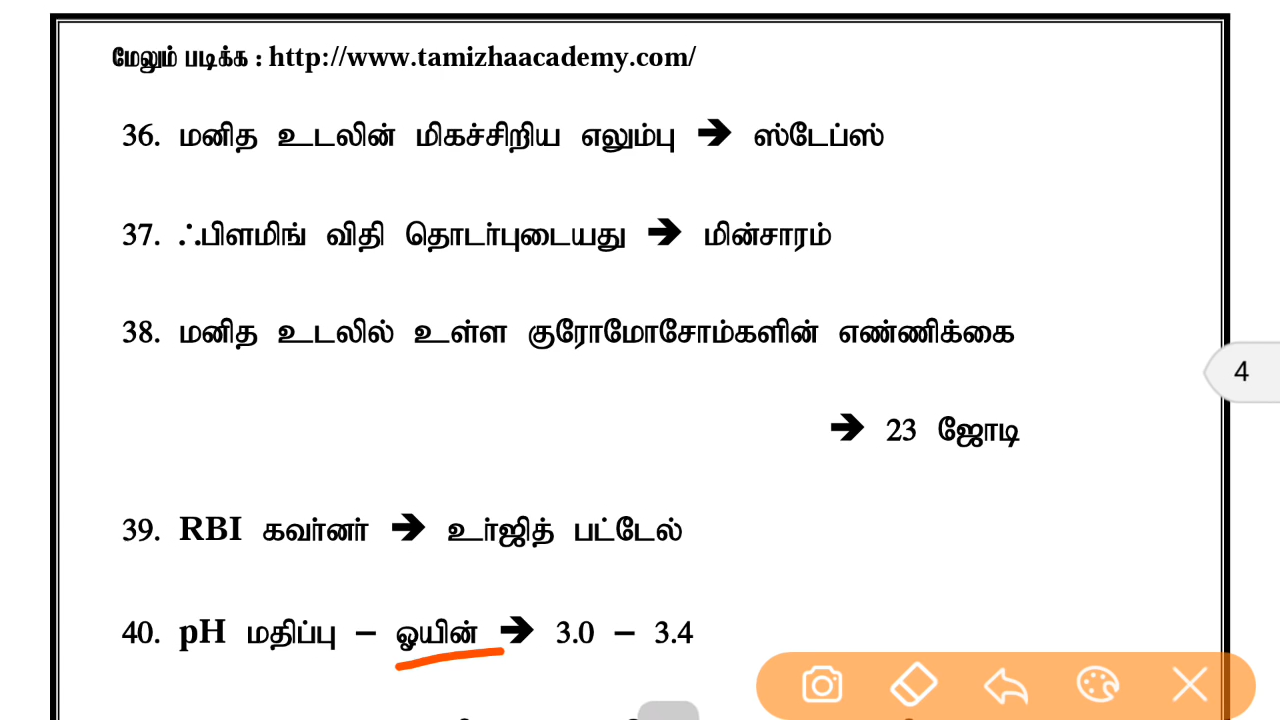 மேலும் படிக்க : http://www.tamizhaacademy.com/
36. மனித உடலின் மிகச்சிறிய எலும்பு ➔ ஸ்டேப்ஸ்
37. ஃபிளமிங் விதி தொடர்புடையது ➔ மின்சாரம்
38. மனித உடலில் உள்ள குரோமோசோம்களின் எண்ணிக்கை
➔ 23 ஜோடி
4
39. RBI கவர்னர் ➔ உர்ஜித் பட்டேல்
40. pH மதிப்பு – ஓயின் ➔ 3.0 – 3.4